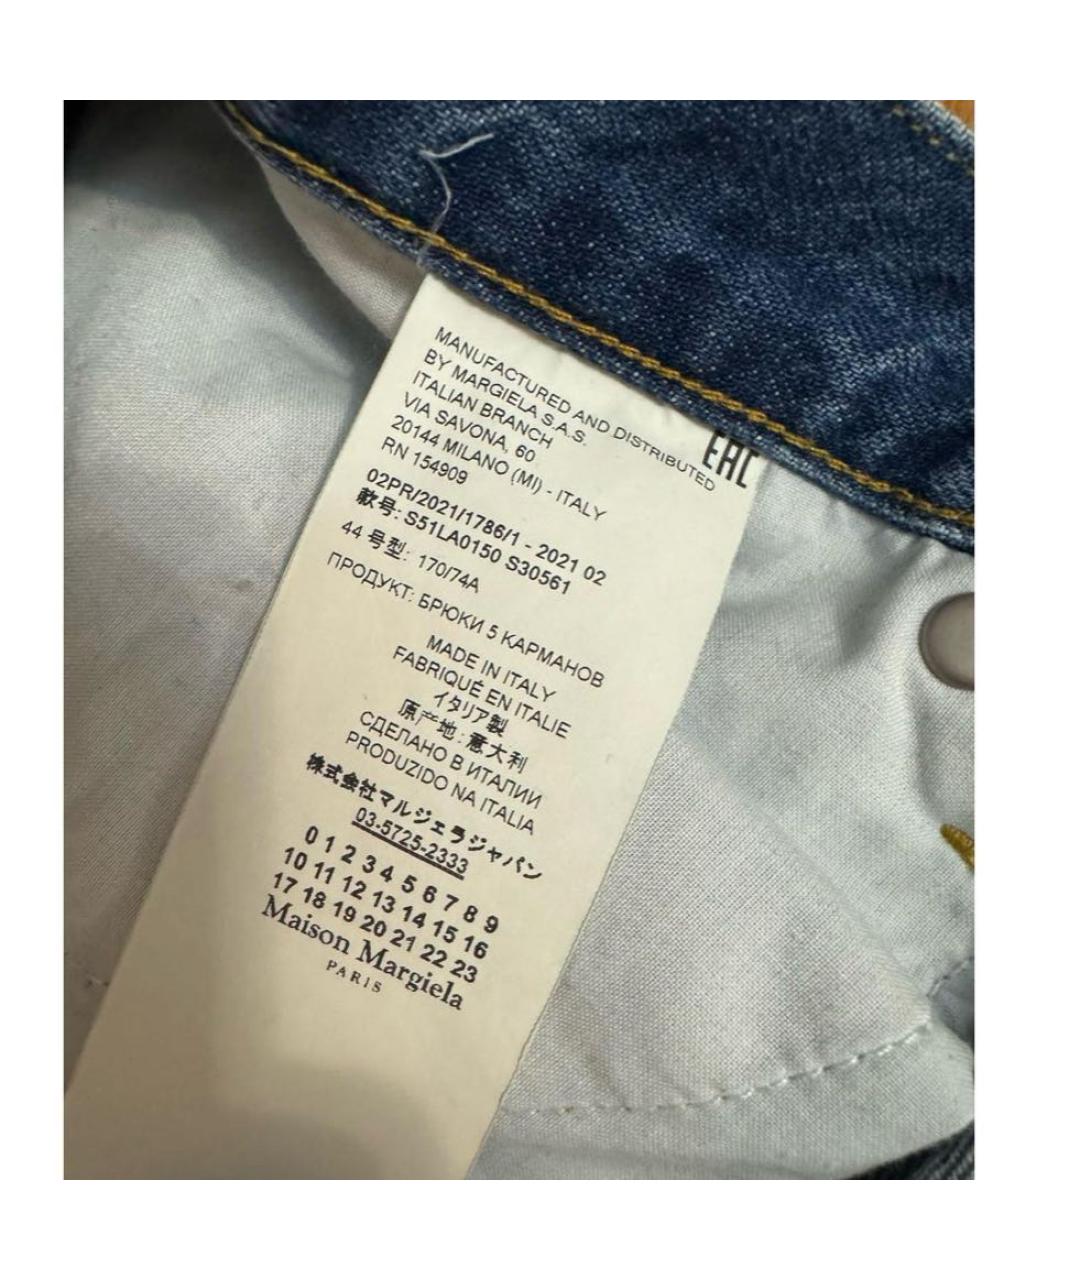 MANUFACTURED AND DISTRIBUTED
BY MARGIELA S.A.S.
ITALIAN BRANCH
VIA SAVONA, 60
20144 MILANO (MI) - ITALY
RN 154909
EAC
02PR/2021/1786/1 - 2021 02
款号: S51LA0150 S30561
44 号型: 170/74A
ПРОДУКТ: БРЮКИ 5 КАРМАНОВ
MADE IN ITALY
FABRIQUÉ EN ITALIE
イタリア製
原产地: 意大利
СДЕЛАНО В ИТАЛИИ
PRODUZIDO NA ITALIA
株式会社マルジェラジャパン
03-5725-2333
0 1 2 3 4 5 6 7 8 9
10 11 12 13 14 15 16
17 18 19 20 21 22 23
Maison Margiela
PARIS